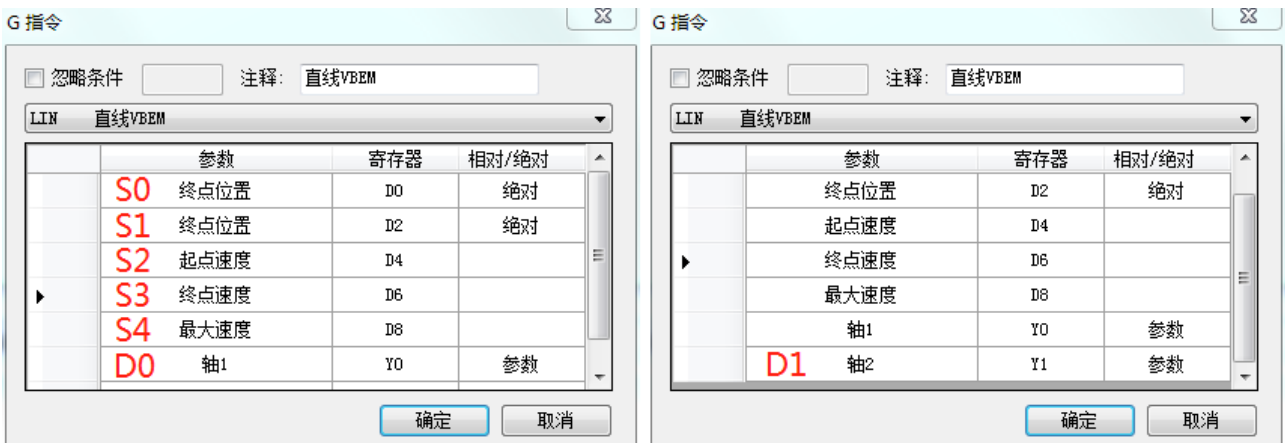 G 指令
忽略条件 注释: 直线VBEM
LIN 直线VBEM
参数 寄存器 相对/绝对
S0 终点位置 D0 绝对
S1 终点位置 D2 绝对
S2 起点速度 D4
S3 终点速度 D6
S4 最大速度 D8
D0 轴1 Y0 参数
确定 取消
G 指令
忽略条件 注释: 直线VBEM
LIN 直线VBEM
参数 寄存器 相对/绝对
终点位置 D2 绝对
起点速度 D4
终点速度 D6
最大速度 D8
轴1 Y0 参数
D1 轴2 Y1 参数
确定 取消